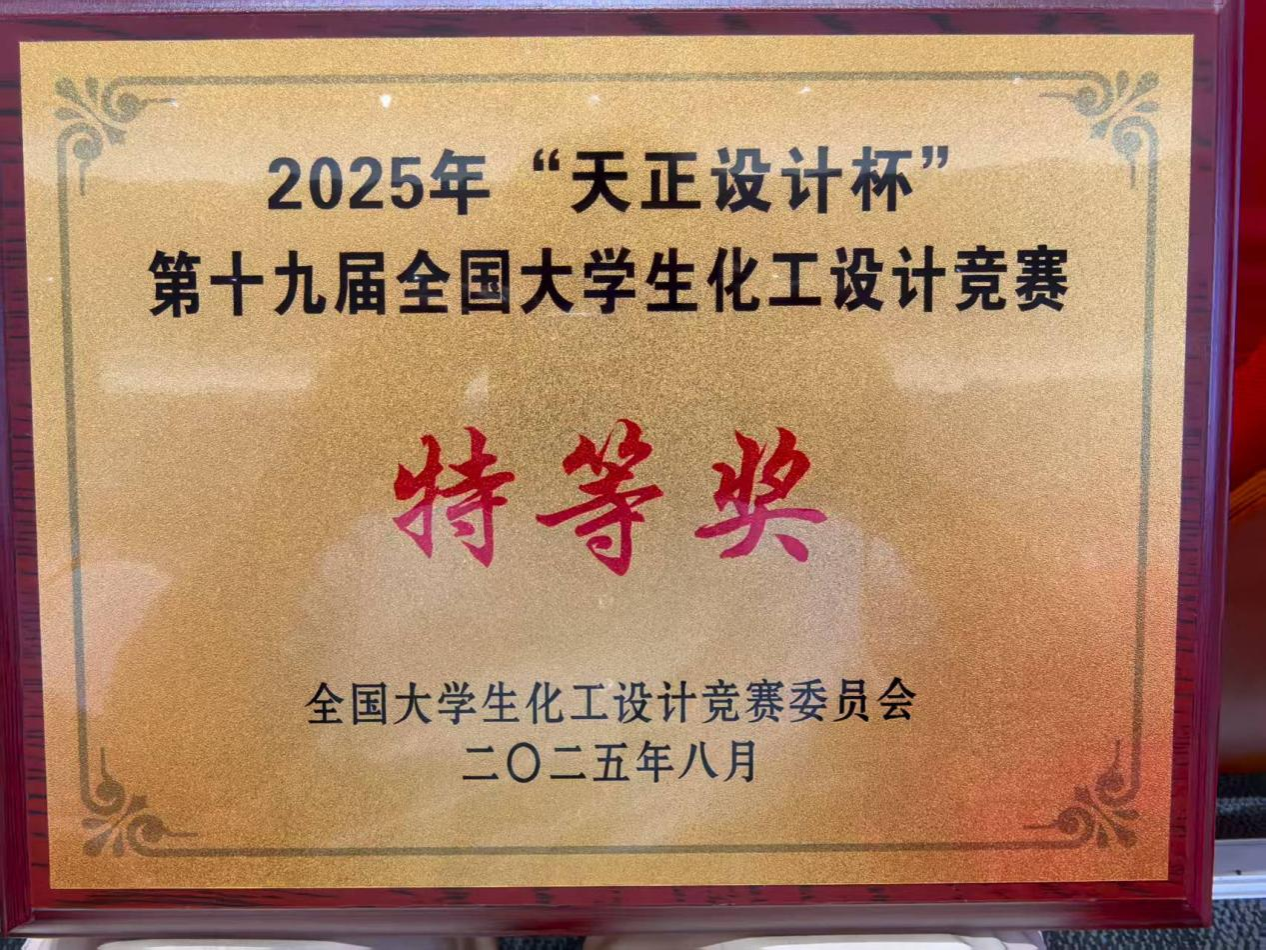 2025年“天正设计杯”
第十九届全国大学生化工设计竞赛
特等奖
全国大学生化工设计竞赛委员会
二〇二五年八月